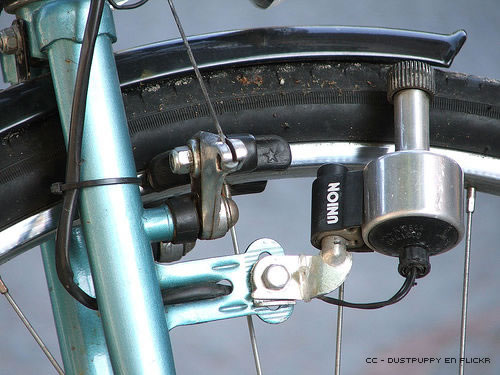 UNION
CC - DUSTPUPPY EN FLICKR